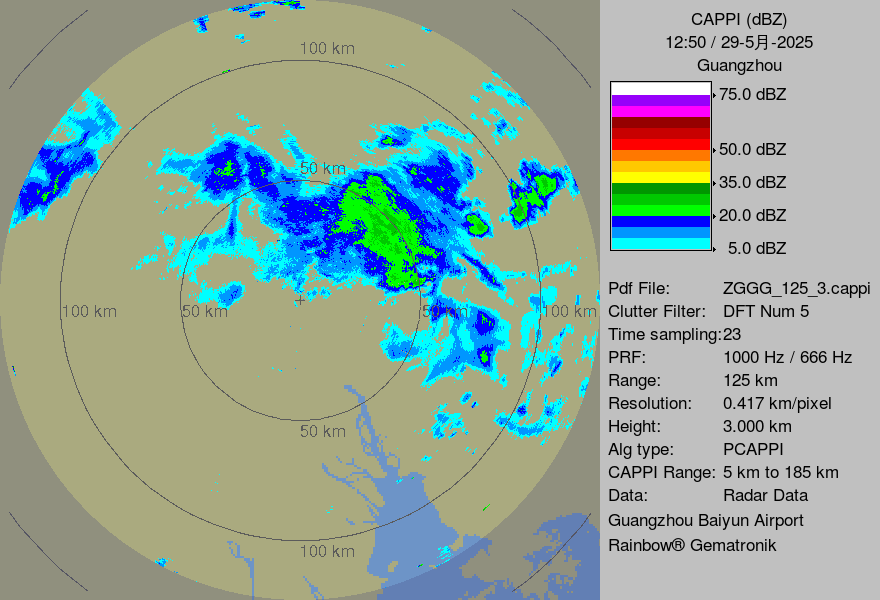 CAPPI (dBZ)
12:50 / 29-5月-2025
Guangzhou
75.0 dBZ
50.0 dBZ
35.0 dBZ
20.0 dBZ
5.0 dBZ
Pdf File: ZGGG_125_3.cappi
Clutter Filter: DFT Num 5
Time sampling:23
PRF: 1000 Hz / 666 Hz
Range: 125 km
Resolution: 0.417 km/pixel
Height: 3.000 km
Alg type: PCAPPI
CAPPI Range: 5 km to 185 km
Data: Radar Data
Guangzhou Baiyun Airport
Rainbow® Gematronik
100 km
50 km
100 km
50 km
50 km
100 km
50 km
100 km